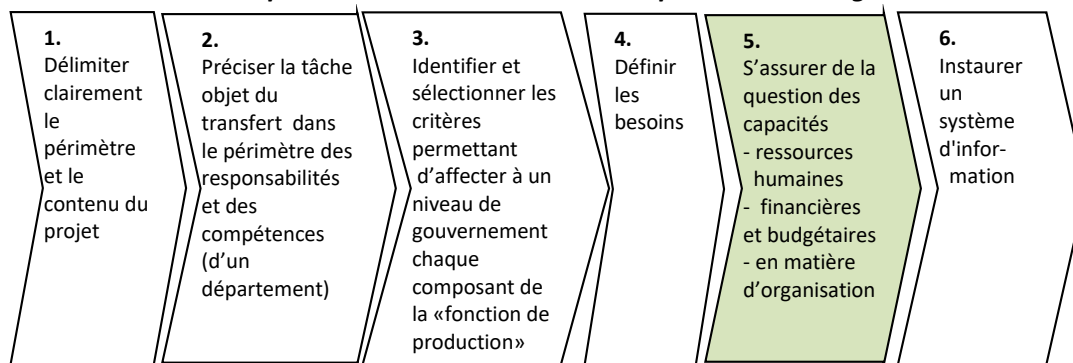 1.
Délimiter
clairement
le
périmètre
et le
contenu du
projet
2.
Préciser la tâche
objet du
transfert dans
le périmètre des
responsabilités
et des
compétences
(d'un
département)
3.
Identifier et
sélectionner les
critères
permettant
d'affecter à un
niveau de
gouvernement
chaque
composant de
la «fonction de
production»
4.
Définir
les
besoins
5.
S'assurer de la
question des
capacités
- ressources
humaines
- financières
et budgétaires
- en matière
d'organisation
6.
Instaurer
un
système
d'infor-
mation